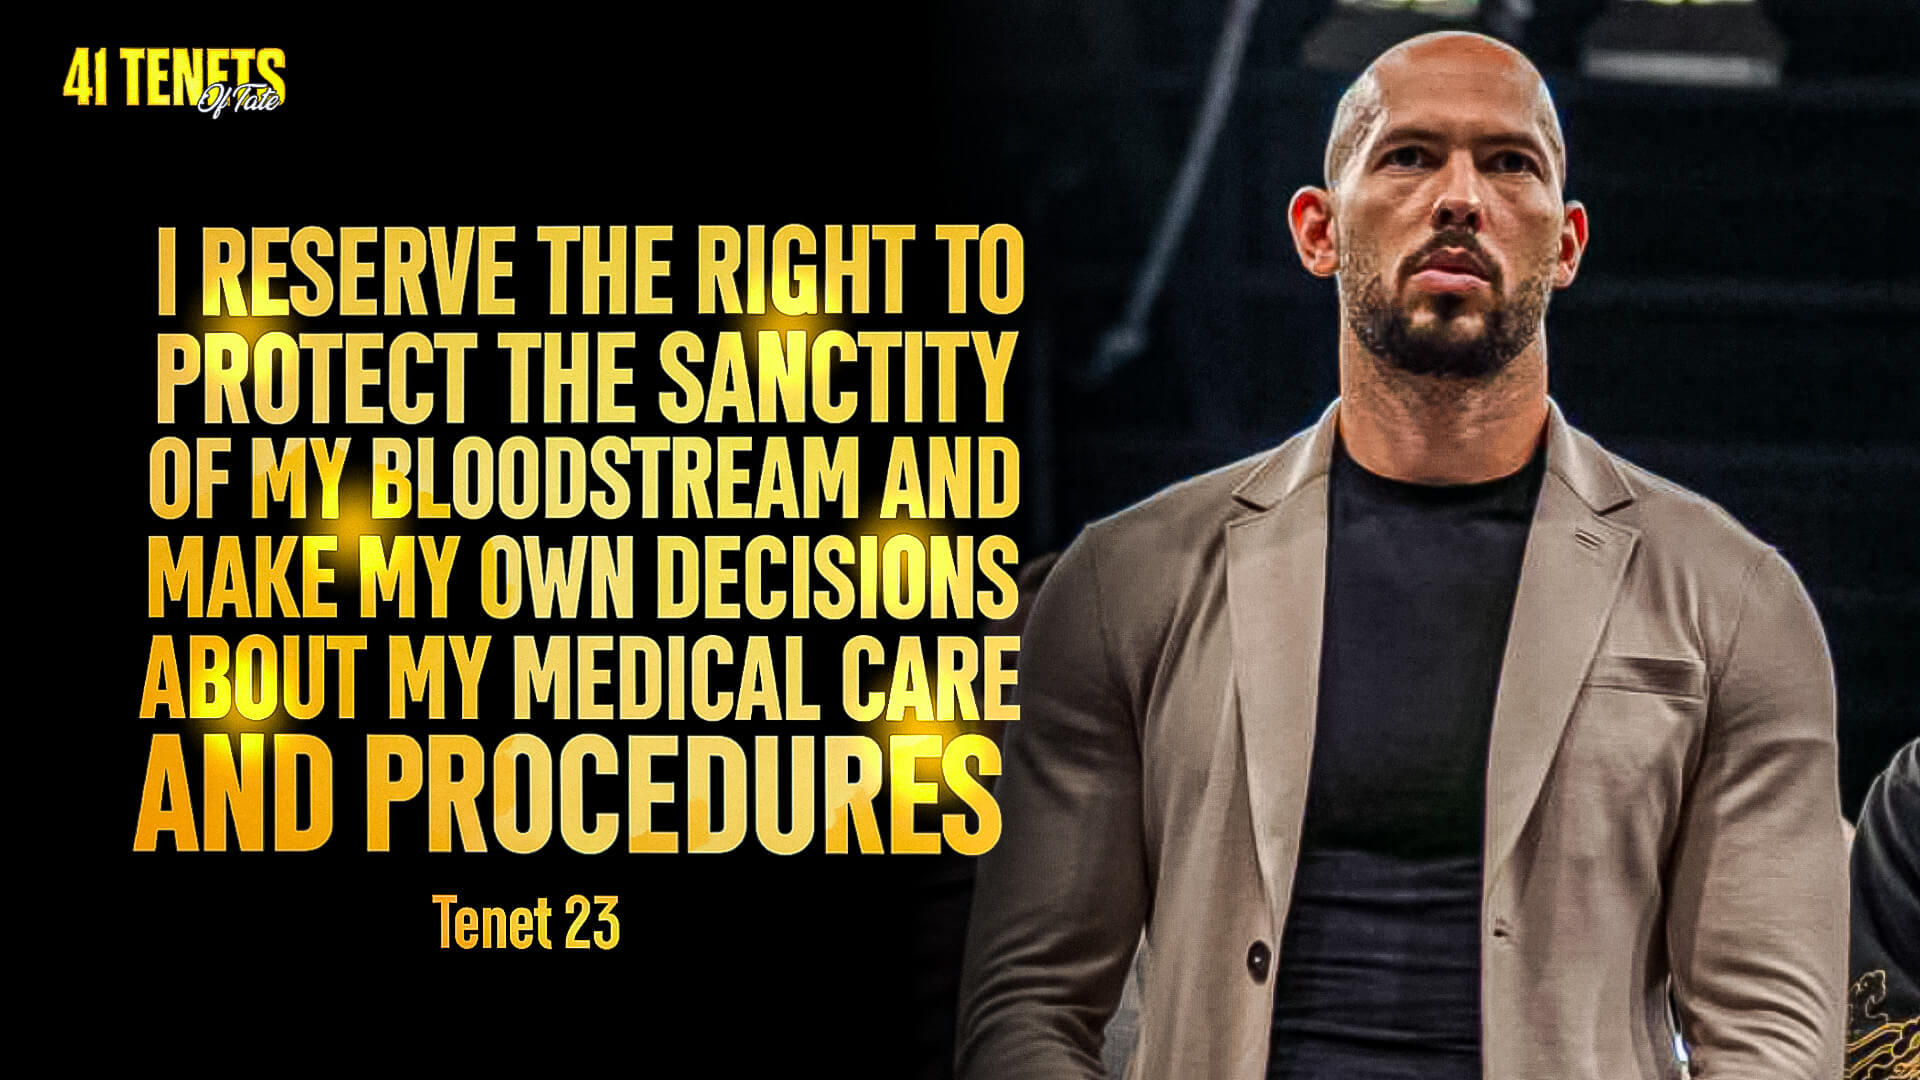 41 TENETS
Of Tate
I RESERVE THE RIGHT TO
PROTECT THE SANCTITY
OF MY BLOODSTREAM AND
MAKE MY OWN DECISIONS
ABOUT MY MEDICAL CARE
AND PROCEDURES
Tenet 23